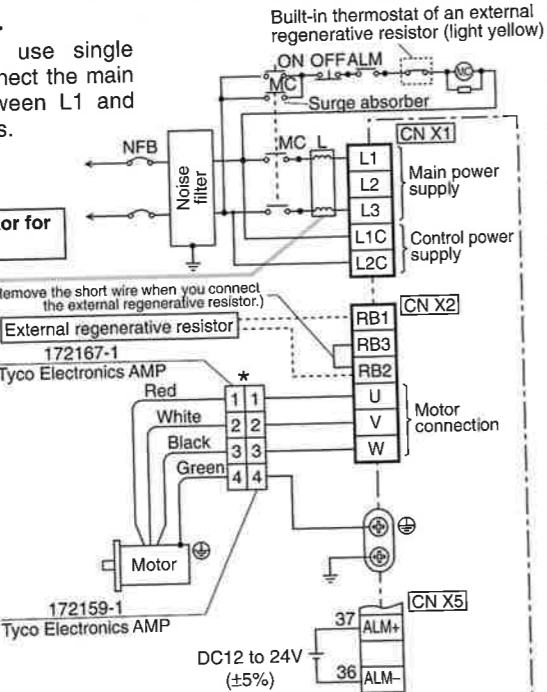 Built-in thermostat of an external
regenerative resistor (light yellow)
use single
nect the main
ween L1 and
s.
ON OFF ALM
MC
MC
Surge absorber
NFB
Noise
filter
MC L
CN X1
L1
L2
L3
L1C
L2C
Main power
supply
Control power
supply
or for
Remove the short wire when you connect
the external regenerative resistor.)
External regenerative resistor
CN X2
RB1
RB3
RB2
U
V
W
Motor
connection
172167-1
Tyco Electronics AMP
*
Red
White
Black
Green
1 1
2 2
3 3
4 4
Motor
172159-1
Tyco Electronics AMP
CN X5
DC12 to 24V
(±5%)
37 ALM+
36 ALM−